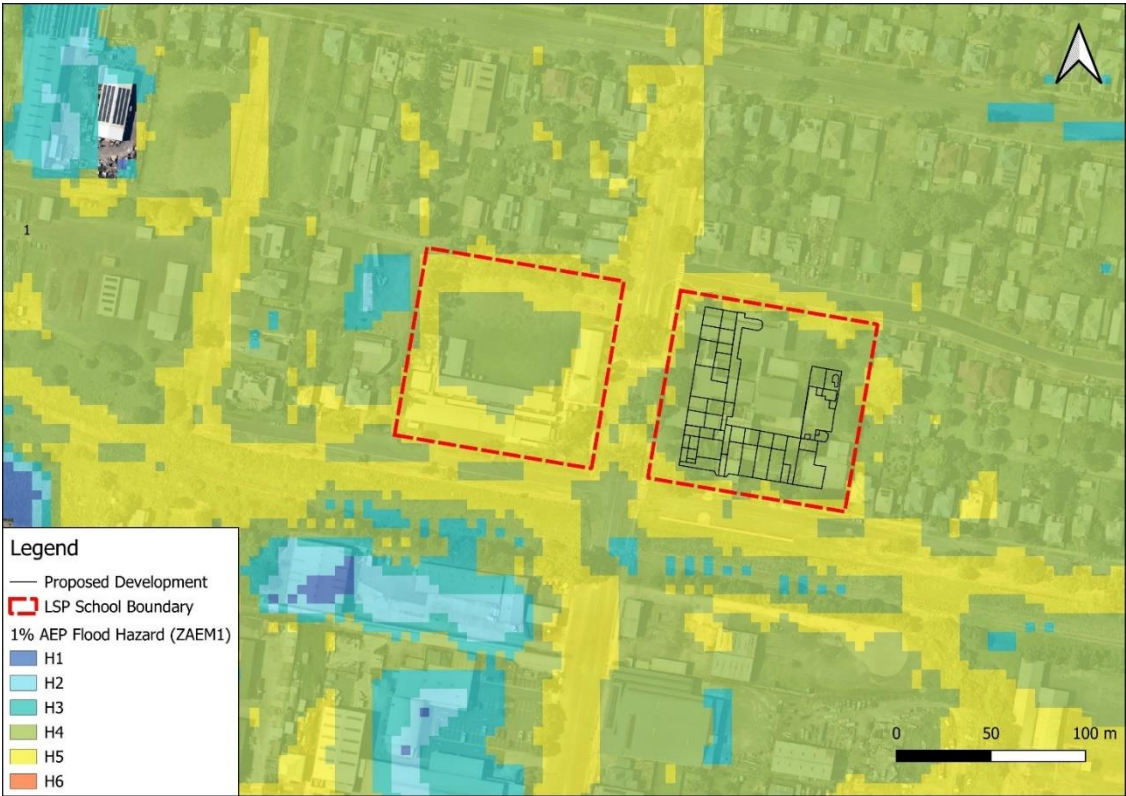 1
Legend
Proposed Development
LSP School Boundary
1% AEP Flood Hazard (ZAEM1)
H1
H2
H3
H4
H5
H6
0 50 100 m